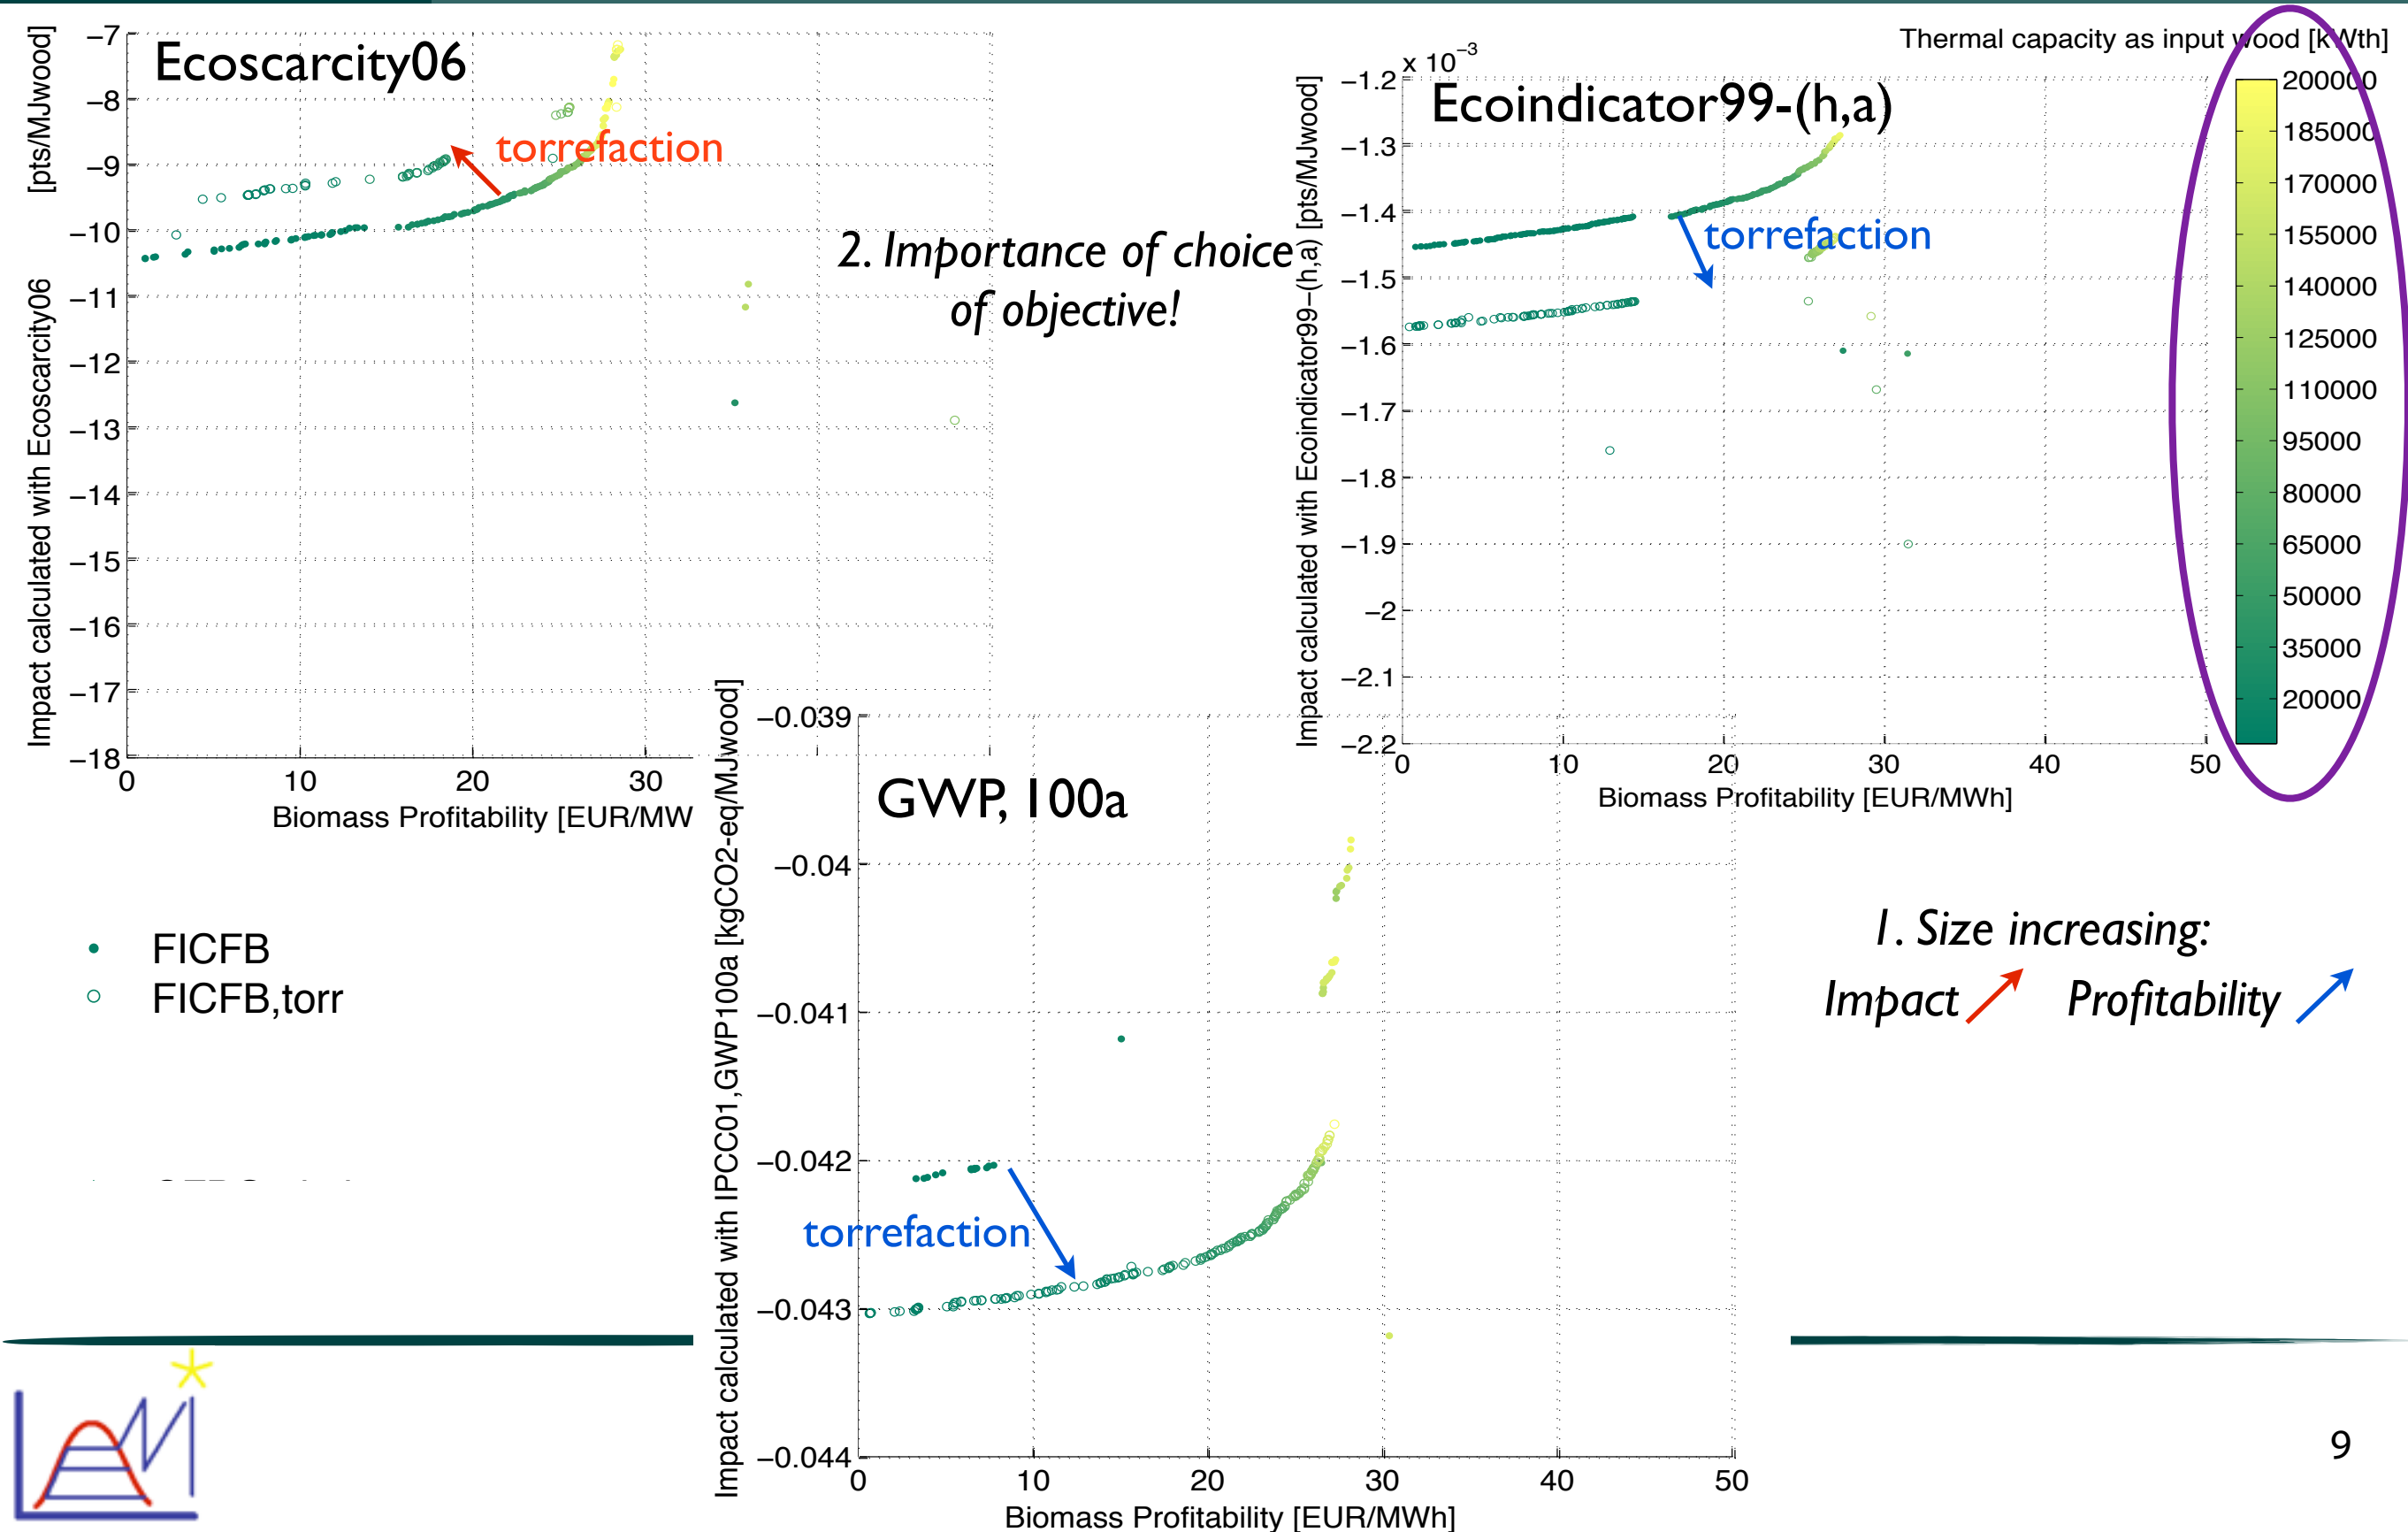 Ecoscarcity06
Impact calculated with Ecoscarcity06 [pts/MJwood]
−7
−8
−9
−10
−11
−12
−13
−14
−15
−16
−17
−18
torrefaction
0 10 20 30
Biomass Profitability [EUR/MW
2. Importance of choice
of objective!
Thermal capacity as input wood [kWth]
x 10−3
Ecoindicator99-(h,a)
Impact calculated with Ecoindicator99−(h,a) [pts/MJwood]
−1.2
−1.3
−1.4
−1.5
−1.6
−1.7
−1.8
−1.9
−2
−2.1
−2.2
torrefaction
0 10 20 30 40 50
Biomass Profitability [EUR/MWh]
200000
185000
170000
155000
140000
125000
110000
95000
80000
65000
50000
35000
20000
GWP, 100a
Impact calculated with IPCC01,GWP100a [kgCO2-eq/MJwood]
−0.039
−0.04
−0.041
−0.042
−0.043
−0.044
torrefaction
0 10 20 30 40 50
Biomass Profitability [EUR/MWh]
FICFB
FICFB,torr
1. Size increasing:
Impact Profitability
9